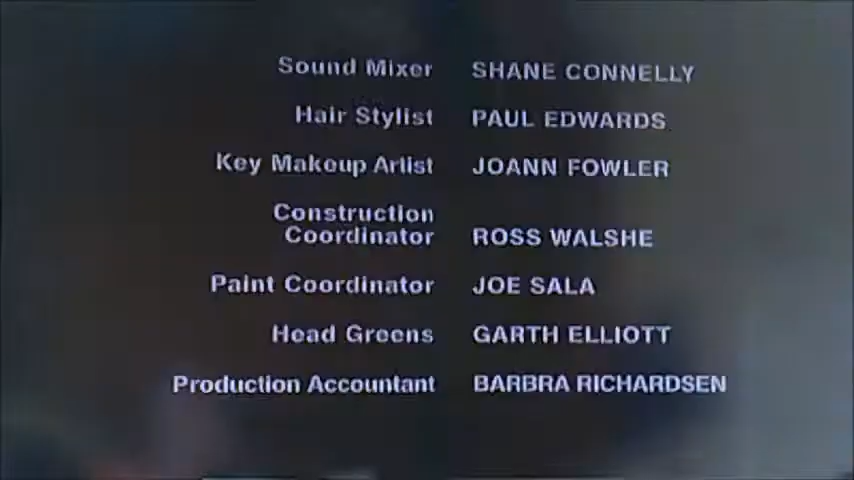 Sound Mixer SHANE CONNELLY
Hair Stylist PAUL EDWARDS
Key Makeup Artist JOANN FOWLER
Construction
Coordinator ROSS WALSHE
Paint Coordinator JOE SALA
Head Greens GARTH ELLIOTT
Production Accountant BARBRA RICHARDSEN